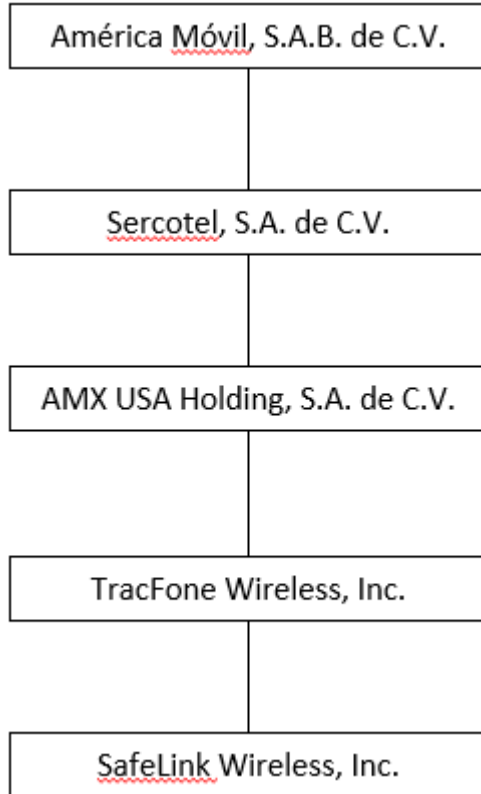 América Móvil, S.A.B. de C.V.
Sercotel, S.A. de C.V.
AMX USA Holding, S.A. de C.V.
TracFone Wireless, Inc.
SafeLink Wireless, Inc.